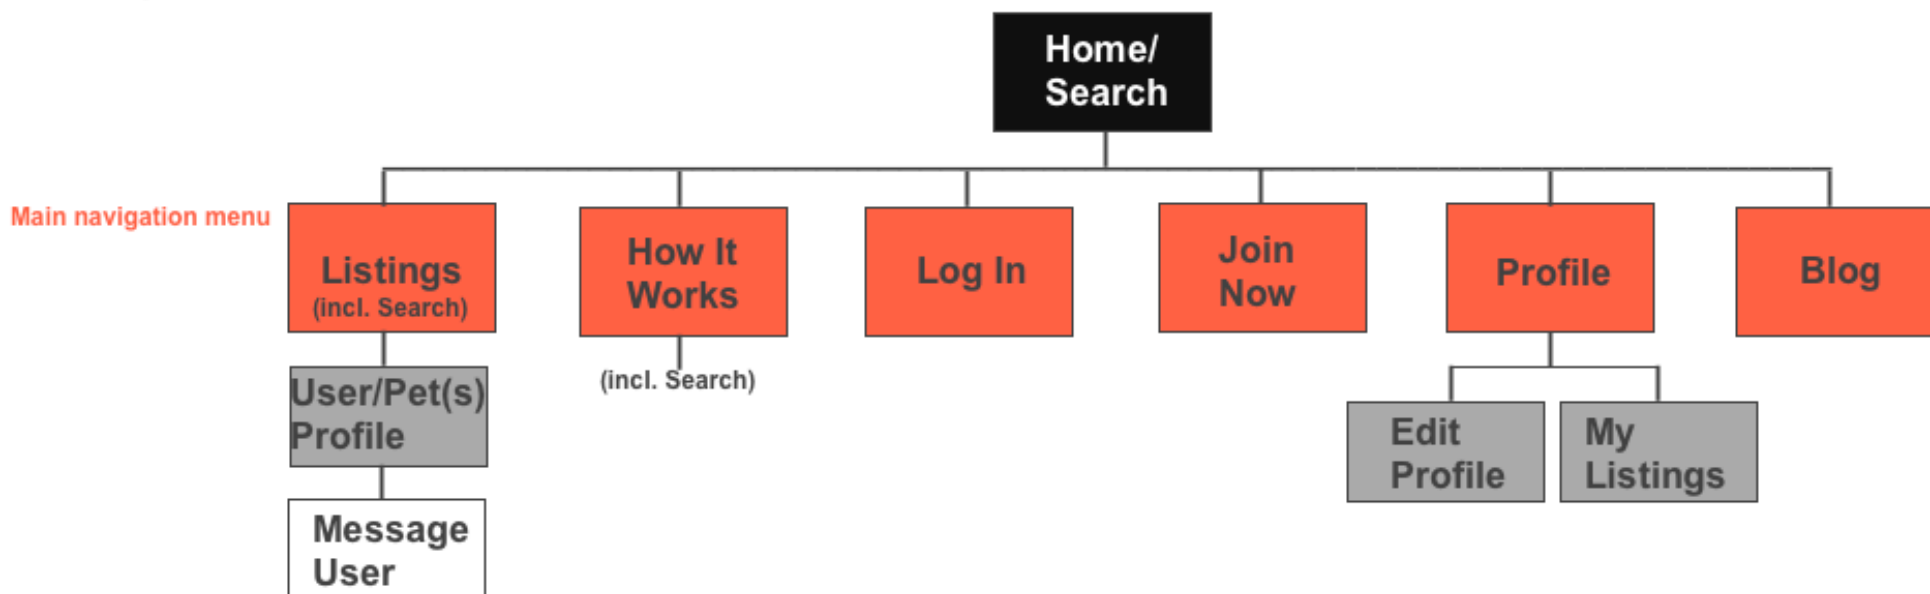 Home/
Search
Main navigation menu
Listings
(incl. Search)
How It
Works
Log In
Join
Now
Profile
Blog
User/Pet(s)
Profile
(incl. Search)
Edit
Profile
My
Listings
Message
User